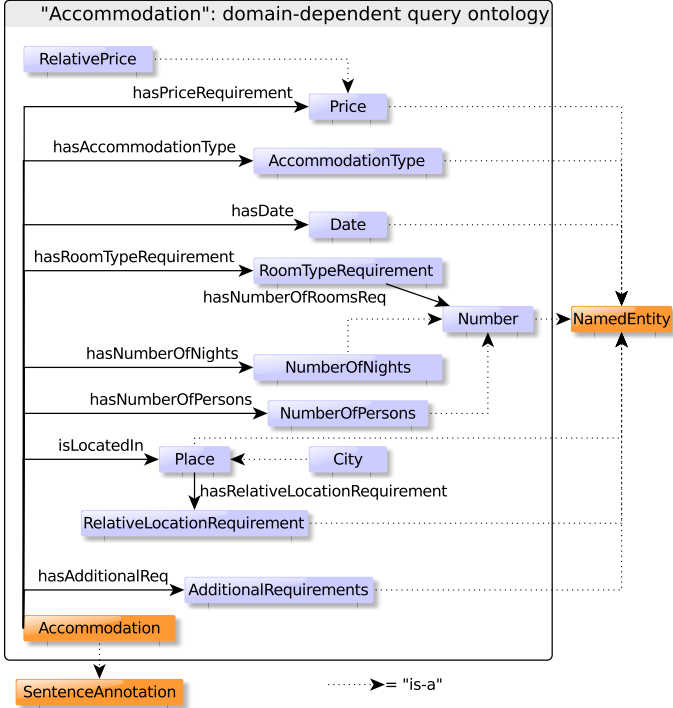 "Accommodation": domain-dependent query ontology
RelativePrice
hasPriceRequirement
Price
hasAccommodationType
AccommodationType
hasDate
Date
hasRoomTypeRequirement
RoomTypeRequirement
hasNumberOfRoomsReq
Number
NamedEntity
hasNumberOfNights
NumberOfNights
hasNumberOfPersons
NumberOfPersons
isLocatedIn
Place
City
hasRelativeLocationRequirement
RelativeLocationRequirement
hasAdditionalReq
AdditionalRequirements
Accommodation
SentenceAnnotation
= "is-a"